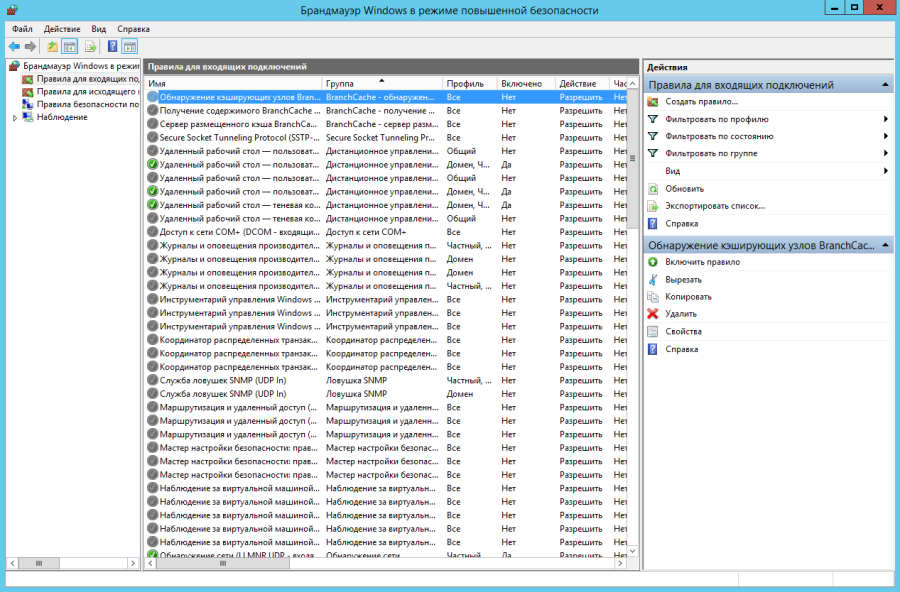 Брандмауэр Windows в режиме повышенной безопасности
Файл Действие Вид Справка
Брандмауэр Windows в режи
Правила для входящих по
Правила для исходящего
Правила безопасности по
Наблюдение
Правила для входящих подключений
Имя Группа Профиль Включено Действие Час
Обнаружение кэширующих узлов Bran... BranchCache - обнаружен... Все Нет Разрешить Нет
Получение содержимого BranchCache ... BranchCache - получение ... Все Нет Разрешить Нет
Сервер размещенного кэша BranchCa... BranchCache - сервер разм... Все Нет Разрешить Нет
Secure Socket Tunneling Protocol (SSTP-... Secure Socket Tunneling Pr... Все Нет Разрешить Нет
Удаленный рабочий стол — пользоват... Дистанционное управлени... Общий Нет Разрешить Нет
Удаленный рабочий стол — пользоват... Дистанционное управлени... Домен, Ч... Да Разрешить Нет
Удаленный рабочий стол — пользоват... Дистанционное управлени... Общий Нет Разрешить Нет
Удаленный рабочий стол — пользоват... Дистанционное управлени... Домен, Ч... Да Разрешить Нет
Удаленный рабочий стол — теневая ко... Дистанционное управлени... Домен, Ч... Да Разрешить Нет
Удаленный рабочий стол — теневая ко... Дистанционное управлени... Общий Нет Разрешить Нет
Доступ к сети COM+ (DCOM - входящи... Доступ к сети COM+ Все Нет Разрешить Нет
Журналы и оповещения производител... Журналы и оповещения п... Частный, ... Нет Разрешить Нет
Журналы и оповещения производител... Журналы и оповещения п... Домен Нет Разрешить Нет
Журналы и оповещения производител... Журналы и оповещения п... Домен Нет Разрешить Нет
Журналы и оповещения производител... Журналы и оповещения п... Частный, ... Нет Разрешить Нет
Инструментарий управления Windows ... Инструментарий управлен... Все Нет Разрешить Нет
Инструментарий управления Windows ... Инструментарий управлен... Все Нет Разрешить Нет
Инструментарий управления Windows ... Инструментарий управлен... Все Нет Разрешить Нет
Координатор распределенных транзак... Координатор распределен... Все Нет Разрешить Нет
Координатор распределенных транзак... Координатор распределен... Все Нет Разрешить Нет
Координатор распределенных транзак... Координатор распределен... Все Нет Разрешить Нет
Служба ловушек SNMP (UDP In) Ловушка SNMP Частный, ... Нет Разрешить Нет
Служба ловушек SNMP (UDP In) Ловушка SNMP Домен Нет Разрешить Нет
Маршрутизация и удаленный доступ (... Маршрутизация и удаленн... Все Нет Разрешить Нет
Маршрутизация и удаленный доступ (... Маршрутизация и удаленн... Все Нет Разрешить Нет
Маршрутизация и удаленный доступ (... Маршрутизация и удаленн... Все Нет Разрешить Нет
Мастер настройки безопасности: прав... Мастер настройки безопас... Все Нет Разрешить Нет
Мастер настройки безопасности: прав... Мастер настройки безопас... Все Нет Разрешить Нет
Мастер настройки безопасности: прав... Мастер настройки безопас... Все Нет Разрешить Нет
Наблюдение за виртуальной машиной... Наблюдение за виртуальн... Все Нет Разрешить Нет
Наблюдение за виртуальной машиной... Наблюдение за виртуальн... Все Нет Разрешить Нет
Наблюдение за виртуальной машиной... Наблюдение за виртуальн... Все Нет Разрешить Нет
Наблюдение за виртуальной машиной... Наблюдение за виртуальн... Все Нет Разрешить Нет
Наблюдение за виртуальной машиной... Наблюдение за виртуальн... Все Нет Разрешить Нет
Обнаружение сети (LLMNR UDP - входя... Обнаружение сети Частный Да Разрешить Нет
Действия
Правила для входящих подключений
Создать правило...
Фильтровать по профилю
Фильтровать по состоянию
Фильтровать по группе
Вид
Обновить
Экспортировать список...
Справка
Обнаружение кэширующих узлов BranchCac...
Включить правило
Вырезать
Копировать
Удалить
Свойства
Справка